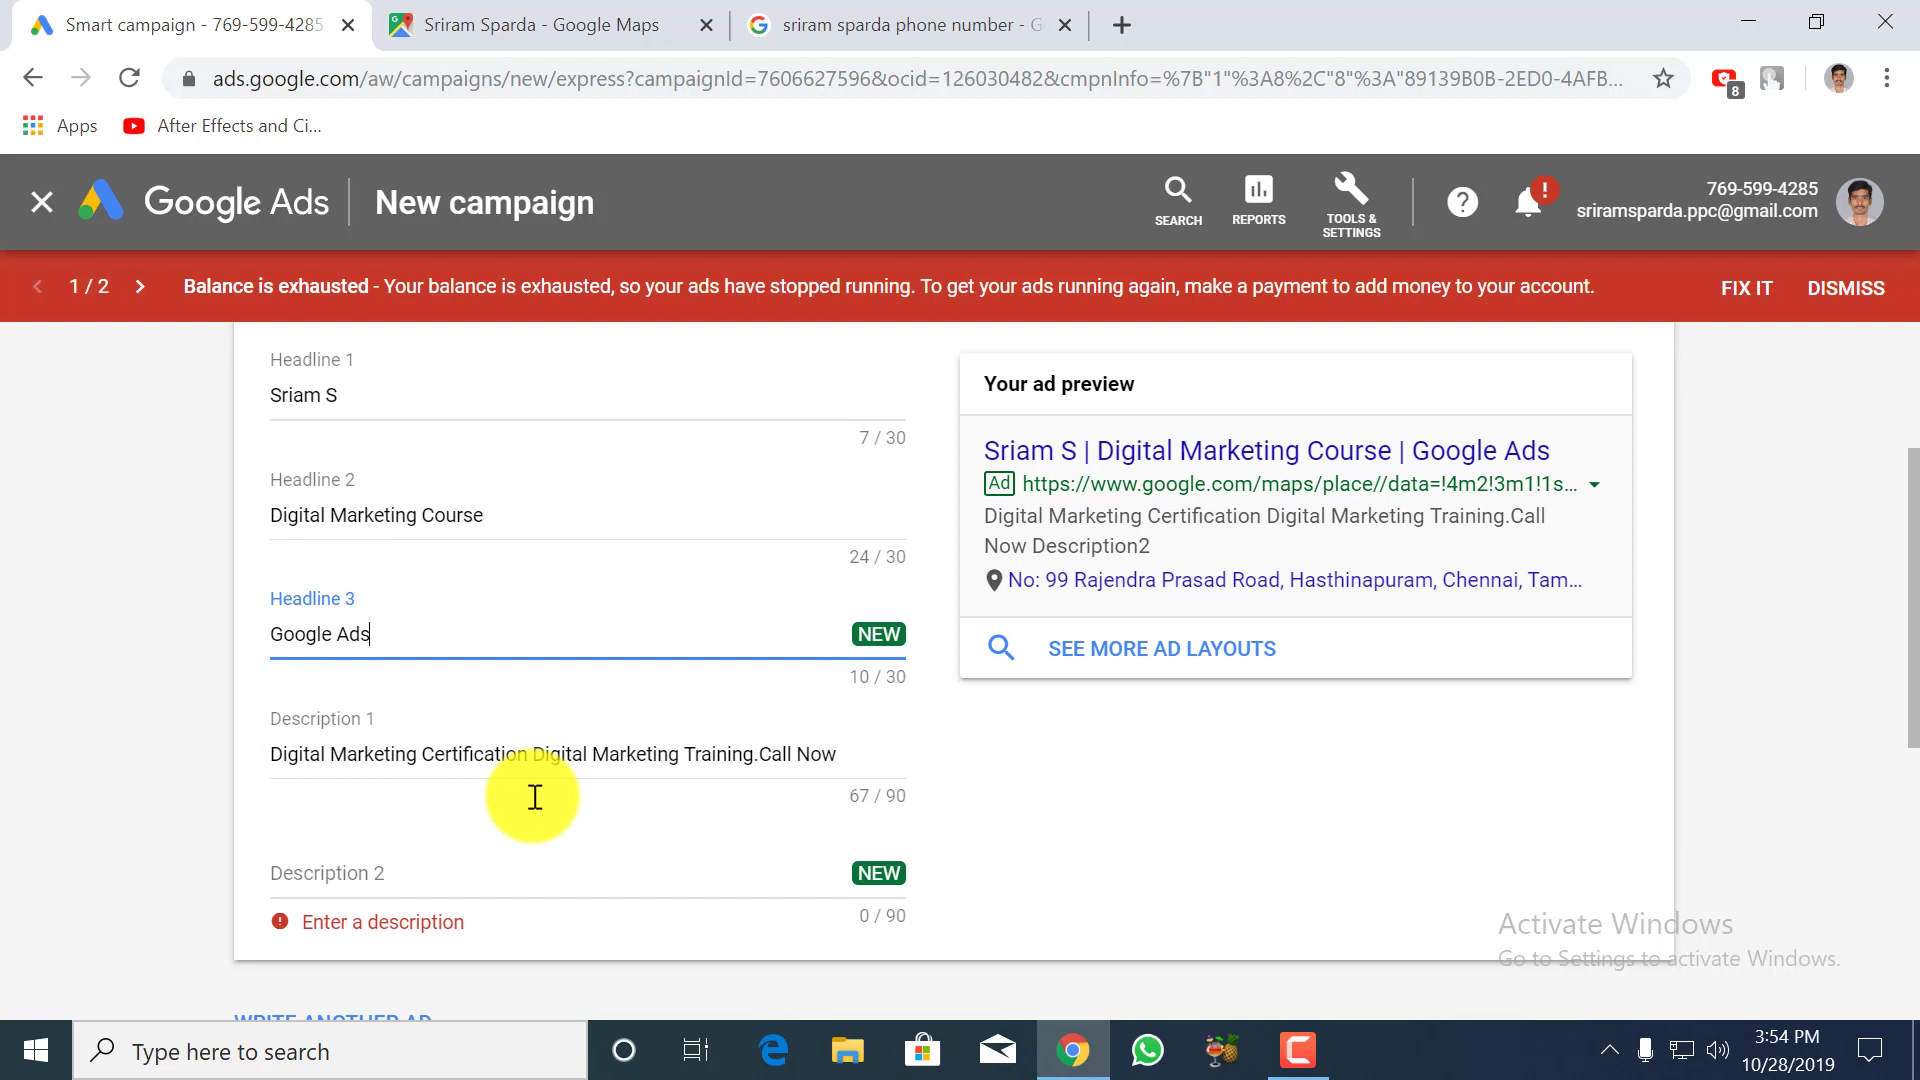 Smart campaign - 769-599-4285
Sriram Sparda - Google Maps
sriram sparda phone number - G
ads.google.com/aw/campaigns/new/express?campaignId=7606627596&ocid=126030482&cmpnInfo=%7B"1"%3A8%2C"8"%3A"89139B0B-2ED0-4AFB...
8
Apps
After Effects and Ci...
Google Ads
New campaign
SEARCH
REPORTS
TOOLS & SETTINGS
769-599-4285
sriramsparda.ppc@gmail.com
1 / 2
Balance is exhausted - Your balance is exhausted, so your ads have stopped running. To get your ads running again, make a payment to add money to your account.
FIX IT
DISMISS
Headline 1
Sriam S
7 / 30
Headline 2
Digital Marketing Course
24 / 30
Headline 3
Google Ads
NEW
10 / 30
Description 1
Digital Marketing Certification Digital Marketing Training.Call Now
67 / 90
Description 2
NEW
Enter a description
0 / 90
Your ad preview
Sriam S | Digital Marketing Course | Google Ads
Ad https://www.google.com/maps/place//data=!4m2!3m1!1s...
Digital Marketing Certification Digital Marketing Training.Call
Now Description2
No: 99 Rajendra Prasad Road, Hasthinapuram, Chennai, Tam...
SEE MORE AD LAYOUTS
Activate Windows
Go to Settings to activate Windows.
WRITE ANOTHER AD
Type here to search
3:54 PM
10/28/2019